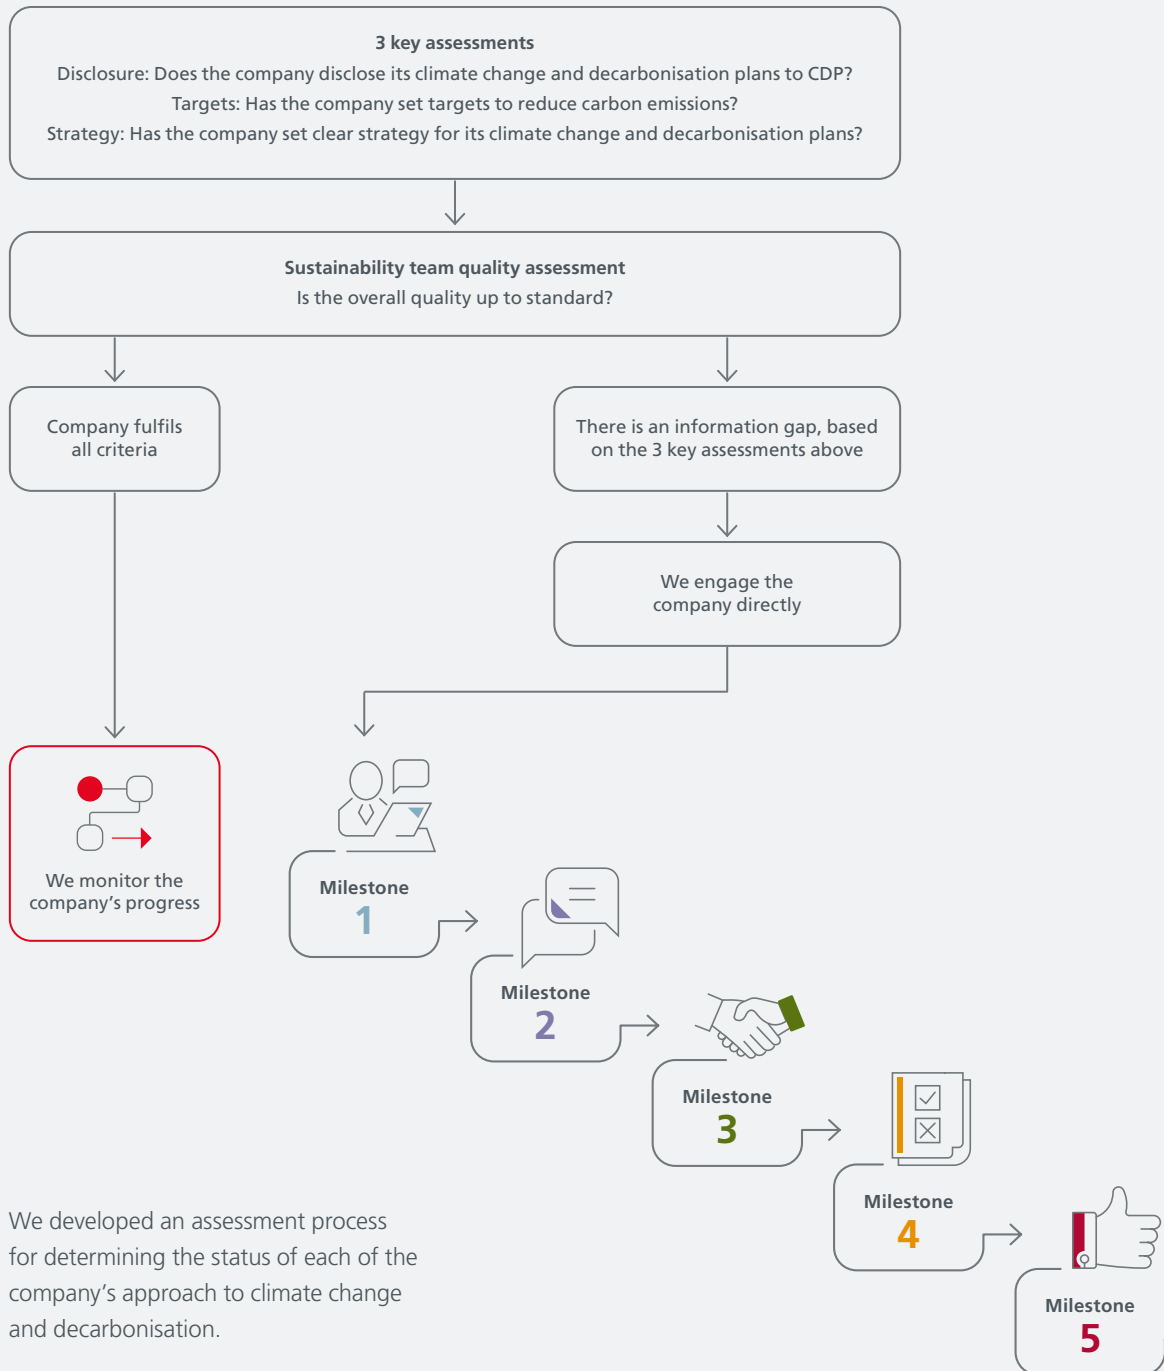 3 key assessments
Disclosure: Does the company disclose its climate change and decarbonisation plans to CDP?
Targets: Has the company set targets to reduce carbon emissions?
Strategy: Has the company set clear strategy for its climate change and decarbonisation plans?
Sustainability team quality assessment
Is the overall quality up to standard?
Company fulfils
all criteria
There is an information gap, based
on the 3 key assessments above
We engage the
company directly
We monitor the
company's progress
Milestone
1
Milestone
2
Milestone
3
Milestone
4
Milestone
5
We developed an assessment process
for determining the status of each of the
company's approach to climate change
and decarbonisation.